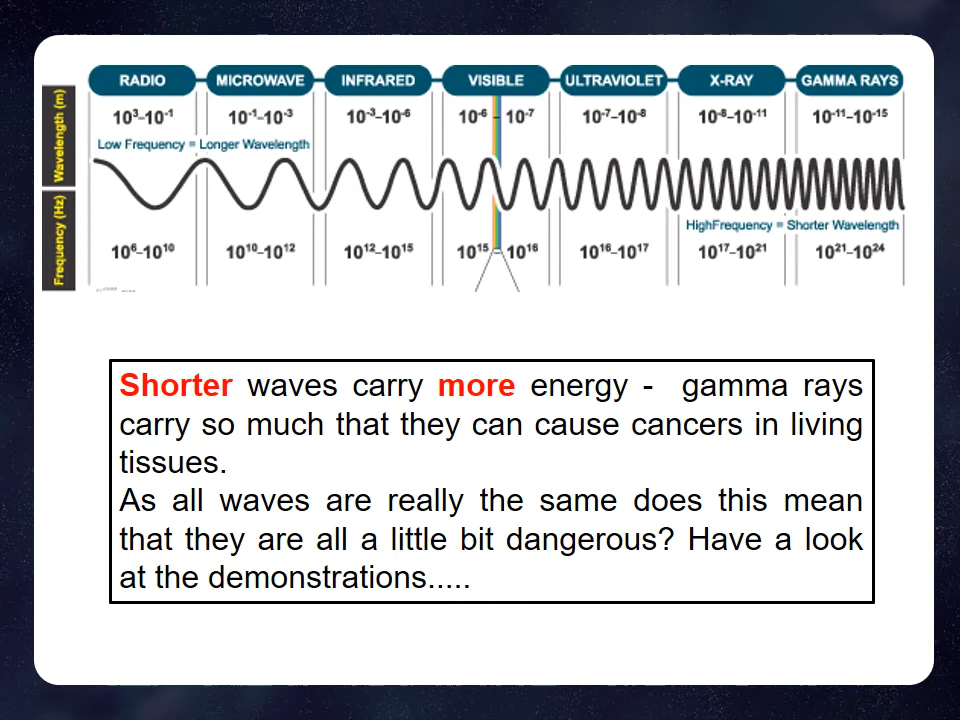 RADIO MICROWAVE INFRARED VISIBLE ULTRAVIOLET X-RAY GAMMA RAYS
Wavelength (m)
10³–10⁻¹ 10⁻¹–10⁻³ 10⁻³–10⁻⁶ 10⁻⁶ – 10⁻⁷ 10⁻⁷–10⁻⁸ 10⁻⁸–10⁻¹¹ 10⁻¹¹–10⁻¹⁵
Low Frequency = Longer Wavelength
HighFrequency = Shorter Wavelength
Frequency (Hz)
10⁶–10¹⁰ 10¹⁰–10¹² 10¹²–10¹⁵ 10¹⁵ – 10¹⁶ 10¹⁶–10¹⁷ 10¹⁷–10²¹ 10²¹–10²⁴
Shorter waves carry more energy - gamma rays
carry so much that they can cause cancers in living
tissues.
As all waves are really the same does this mean
that they are all a little bit dangerous? Have a look
at the demonstrations.....